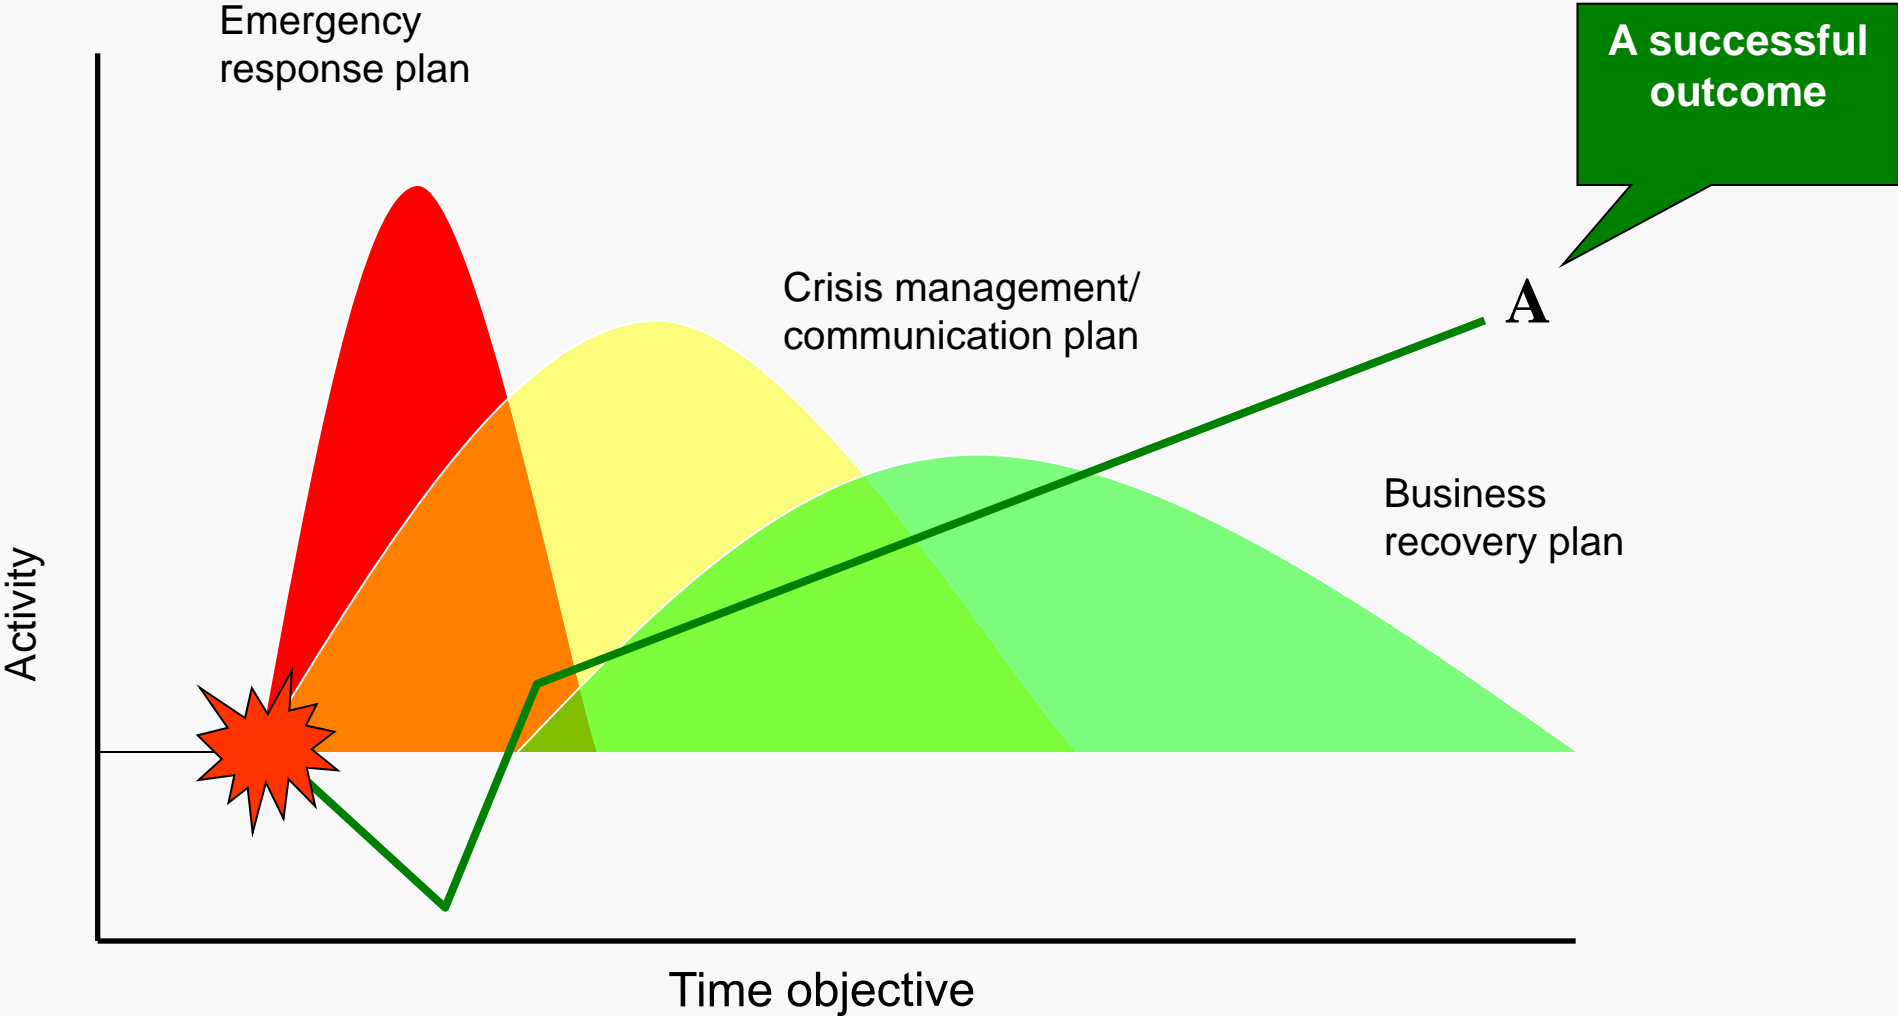 Emergency
response plan
A successful
outcome
Crisis management/
communication plan
A
Business
recovery plan
Activity
Time objective